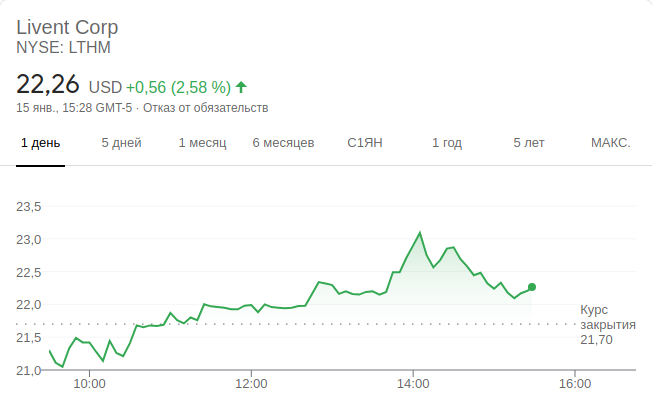 Livent Corp
NYSE: LTHM
22,26 USD +0,56 (2,58 %)
15 янв., 15:28 GMT-5 · Отказ от обязательств
1 день 5 дней 1 месяц 6 месяцев С1ЯН 1 год 5 лет МАКС.
23,5
23,0
22,5
22,0
Курс
закрытия
21,70
21,5
21,0
10:00 12:00 14:00 16:00